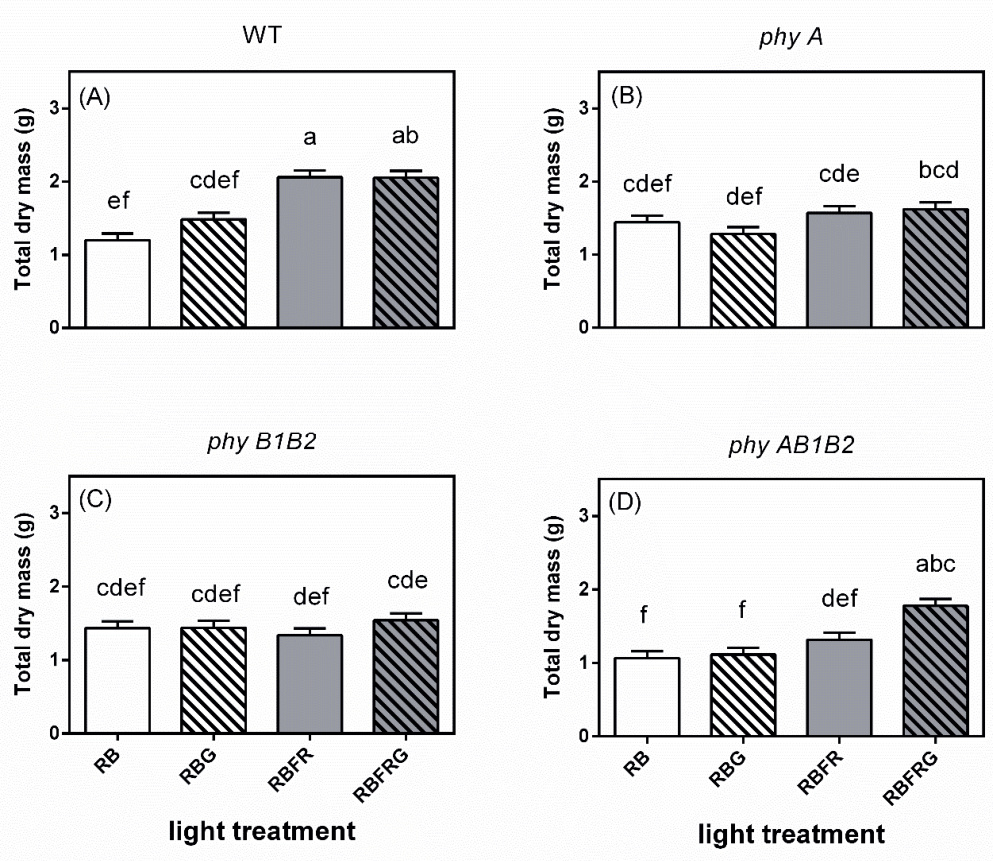 WT
phy A
(A)
Total dry mass (g)
3
2
1
0
ef
cdef
a
ab
(B)
Total dry mass (g)
3
2
1
0
cdef
def
cde
bcd
phy B1B2
phy AB1B2
(C)
Total dry mass (g)
3
2
1
0
cdef
cdef
def
cde
RB
RBG
RBFR
RBFRG
light treatment
(D)
Total dry mass (g)
3
2
1
0
f
f
def
abc
RB
RBG
RBFR
RBFRG
light treatment